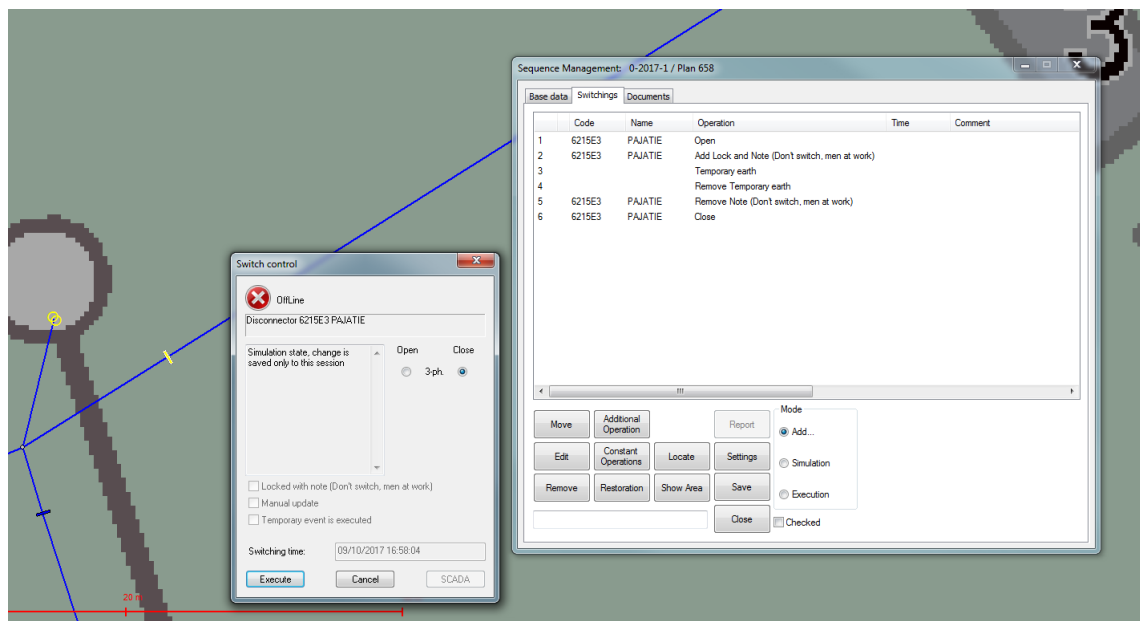 3
Sequence Management: 0-2017-1 / Plan 658
Base data Switchings Documents
Code Name Operation Time Comment
1 6215E3 PAJATIE Open
2 6215E3 PAJATIE Add Lock and Note (Don't switch, men at work)
3 Temporary earth
4 Remove Temporary earth
5 6215E3 PAJATIE Remove Note (Don't switch, men at work)
6 6215E3 PAJATIE Close
Move
Additional
Operation
Report
Edit
Constant
Operations
Locate
Settings
Remove
Restoration
Show Area
Save
Close
Mode
Add...
Simulation
Execution
Checked
Switch control
OffLine
Disconnector 6215E3 PAJATIE
Simulation state, change is
saved only to this session
Open Close
3-ph.
Locked with note (Don't switch, men at work)
Manual update
Temporary event is executed
Switching time: 09/10/2017 16:58:04
Execute Cancel SCADA